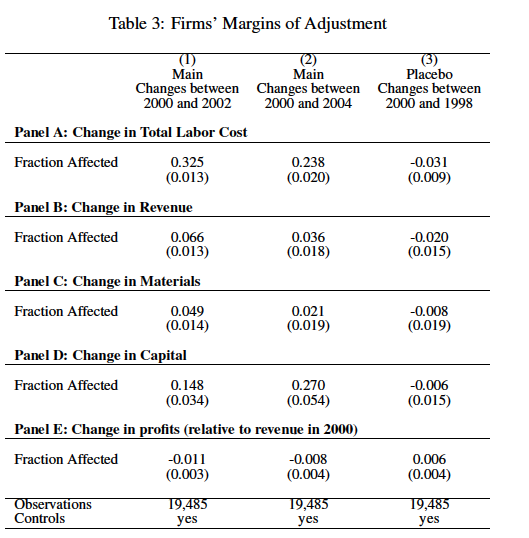 Table 3: Firms' Margins of Adjustment
(1) (2) (3)
Main Main Placebo
Changes between Changes between Changes between
2000 and 2002 2000 and 2004 2000 and 1998
Panel A: Change in Total Labor Cost
Fraction Affected 0.325 0.238 -0.031
(0.013) (0.020) (0.009)
Panel B: Change in Revenue
Fraction Affected 0.066 0.036 -0.020
(0.013) (0.018) (0.015)
Panel C: Change in Materials
Fraction Affected 0.049 0.021 -0.008
(0.014) (0.019) (0.019)
Panel D: Change in Capital
Fraction Affected 0.148 0.270 -0.006
(0.034) (0.054) (0.015)
Panel E: Change in profits (relative to revenue in 2000)
Fraction Affected -0.011 -0.008 0.006
(0.003) (0.004) (0.004)
Observations 19,485 19,485 19,485
Controls yes yes yes